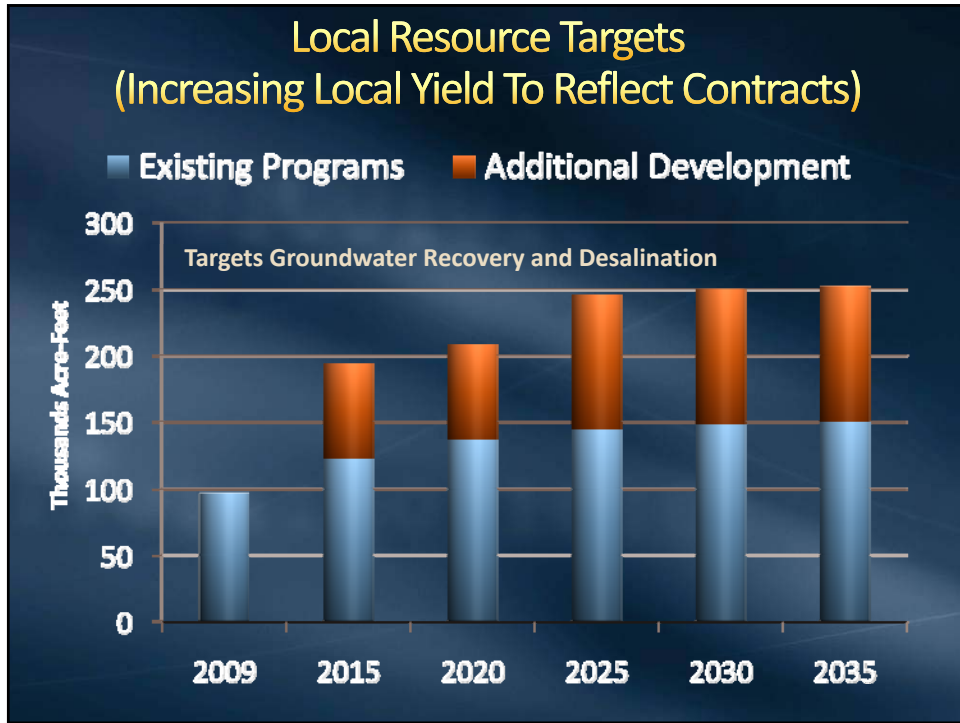 Local Resource Targets
(Increasing Local Yield To Reflect Contracts)
Existing Programs Additional Development
Targets Groundwater Recovery and Desalination
Thousands Acre-Feet
300
250
200
150
100
50
0
2009 2015 2020 2025 2030 2035